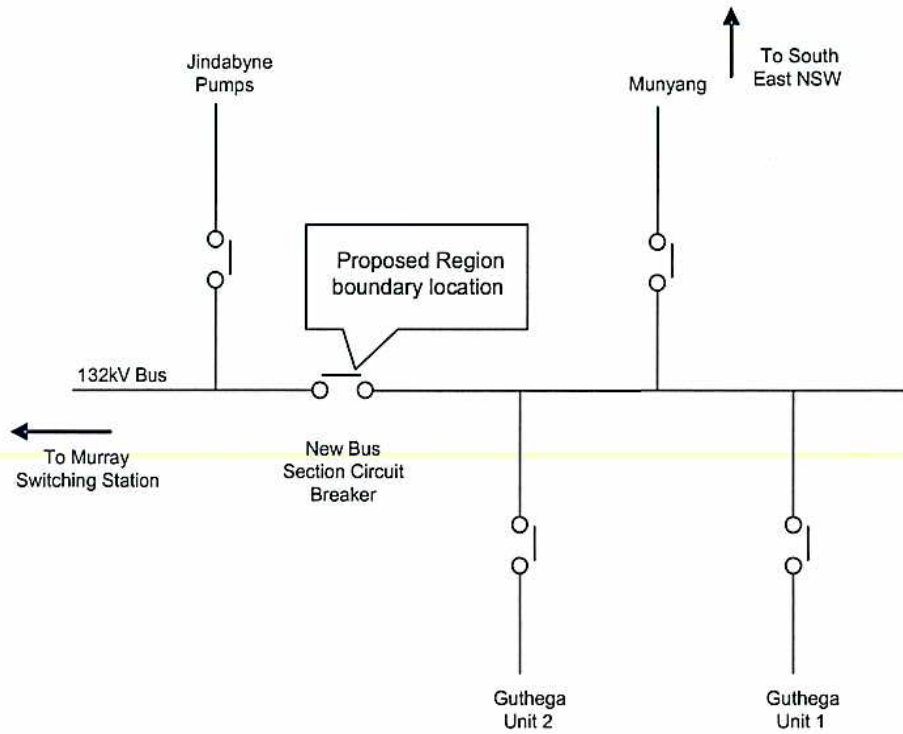 To South
East NSW
Jindabyne
Pumps
Munyang
Proposed Region
boundary location
132kV Bus
To Murray
Switching Station
New Bus
Section Circuit
Breaker
Guthega
Unit 2
Guthega
Unit 1